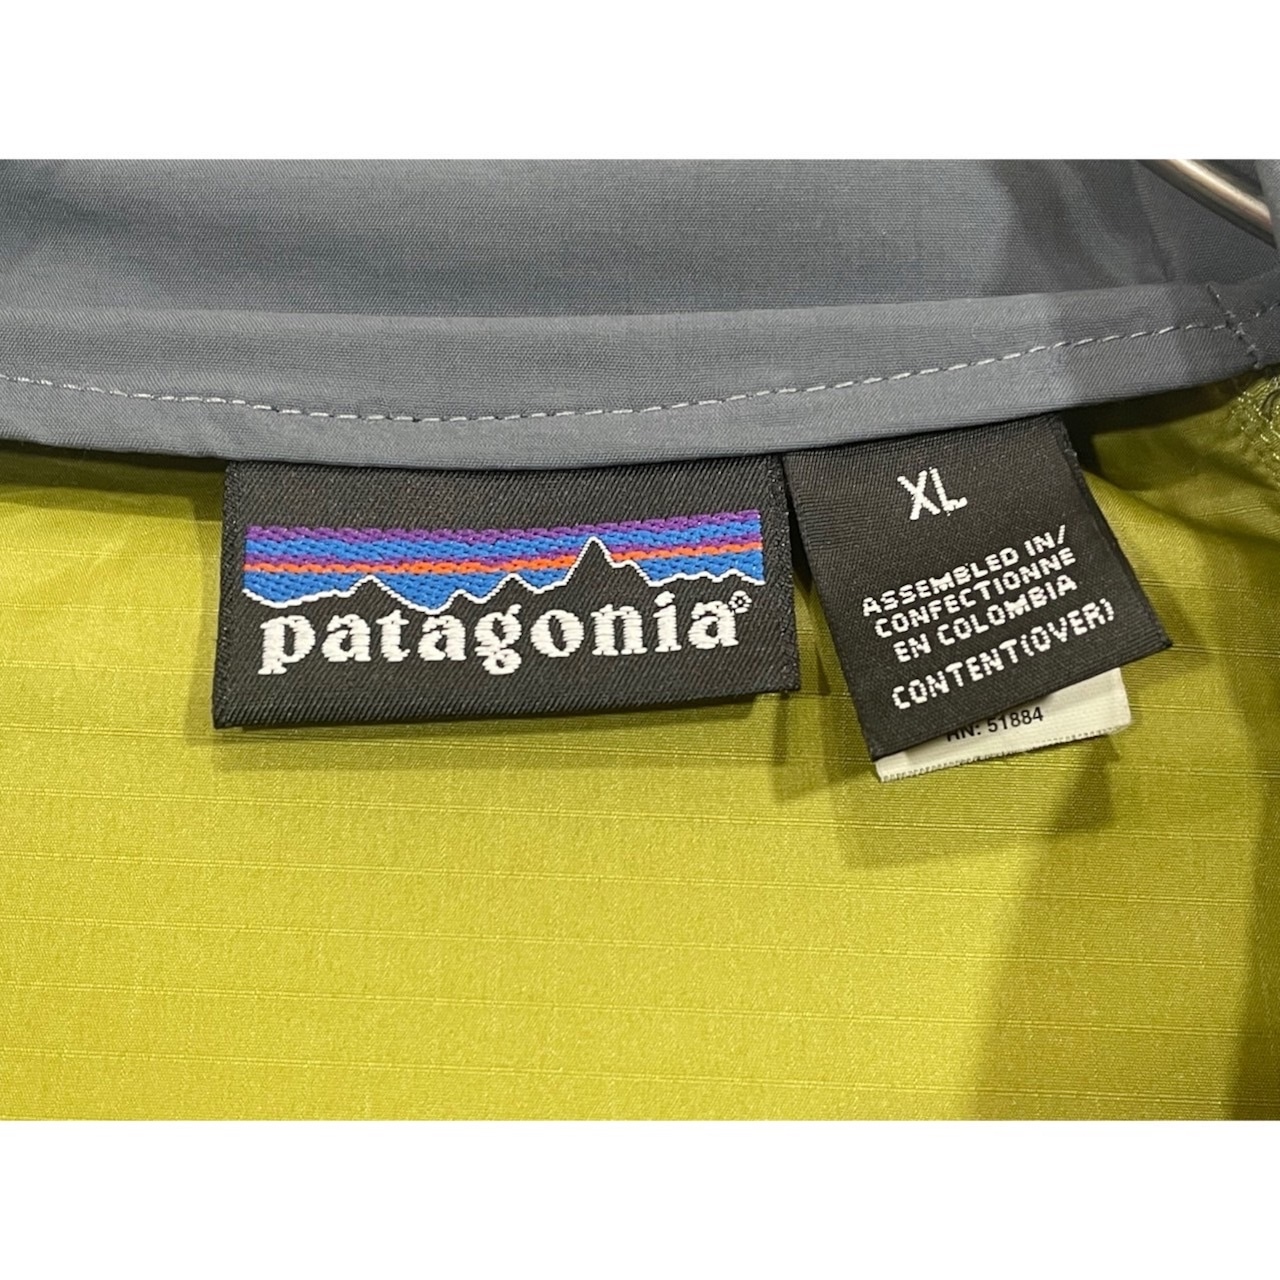 patagonia®
XL
ASSEMBLED IN/
CONFECTIONNE
EN COLOMBIA
CONTENT(OVER)
RN: 51884